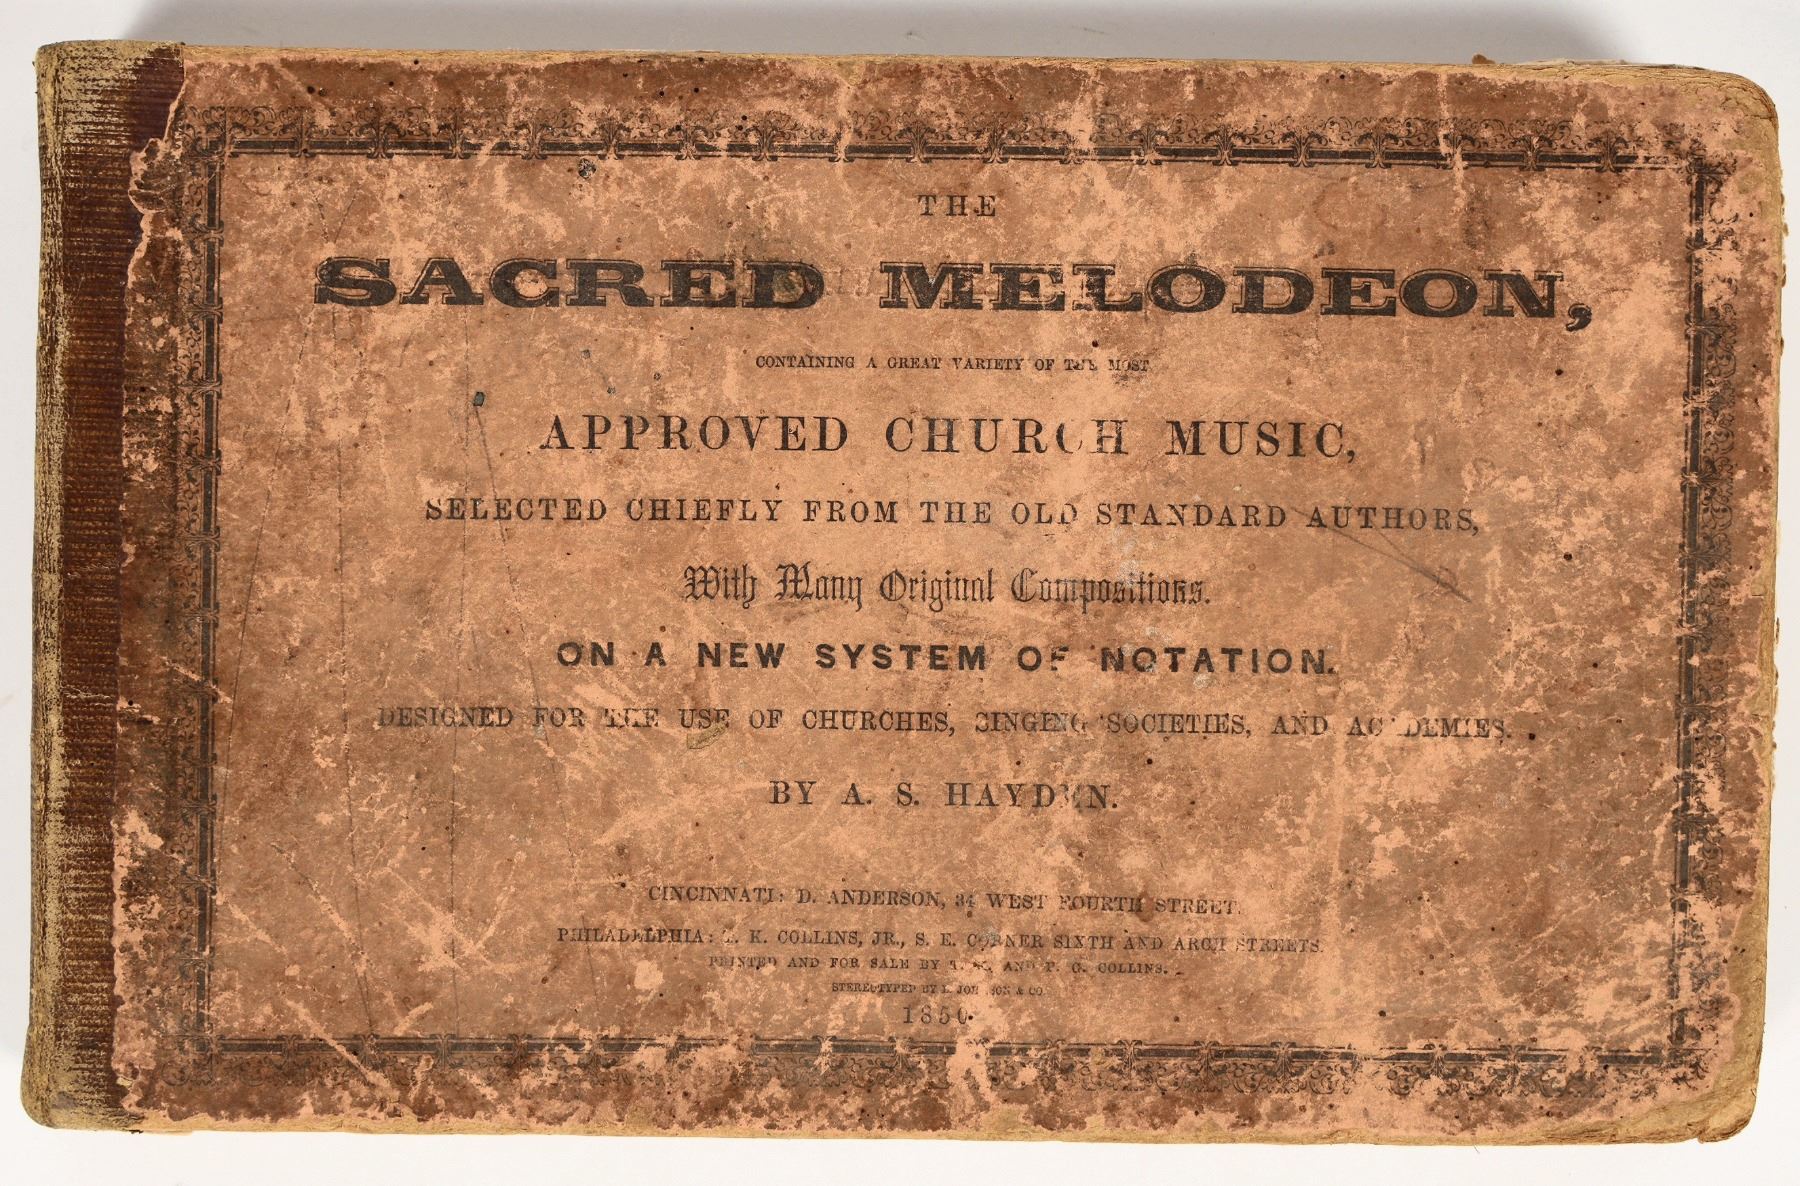 THE
SACRED MELODEON,
CONTAINING A GREAT VARIETY OF THE MOST
APPROVED CHURCH MUSIC,
SELECTED CHIEFLY FROM THE OLD STANDARD AUTHORS,
With Many Original Compositions.
ON A NEW SYSTEM OF NOTATION.
DESIGNED FOR THE USE OF CHURCHES, SINGING SOCIETIES, AND ACADEMIES.
BY A. S. HAYDEN.
CINCINNATI: D. ANDERSON, 34 WEST FOURTH STREET.
PHILADELPHIA: T. K. COLLINS, JR., S. E. CORNER SIXTH AND ARCH STREETS.
PRINTED AND FOR SALE BY T. K. AND P. G. COLLINS.
STEREOTYPED BY L. JOHNSON & CO.
1850.